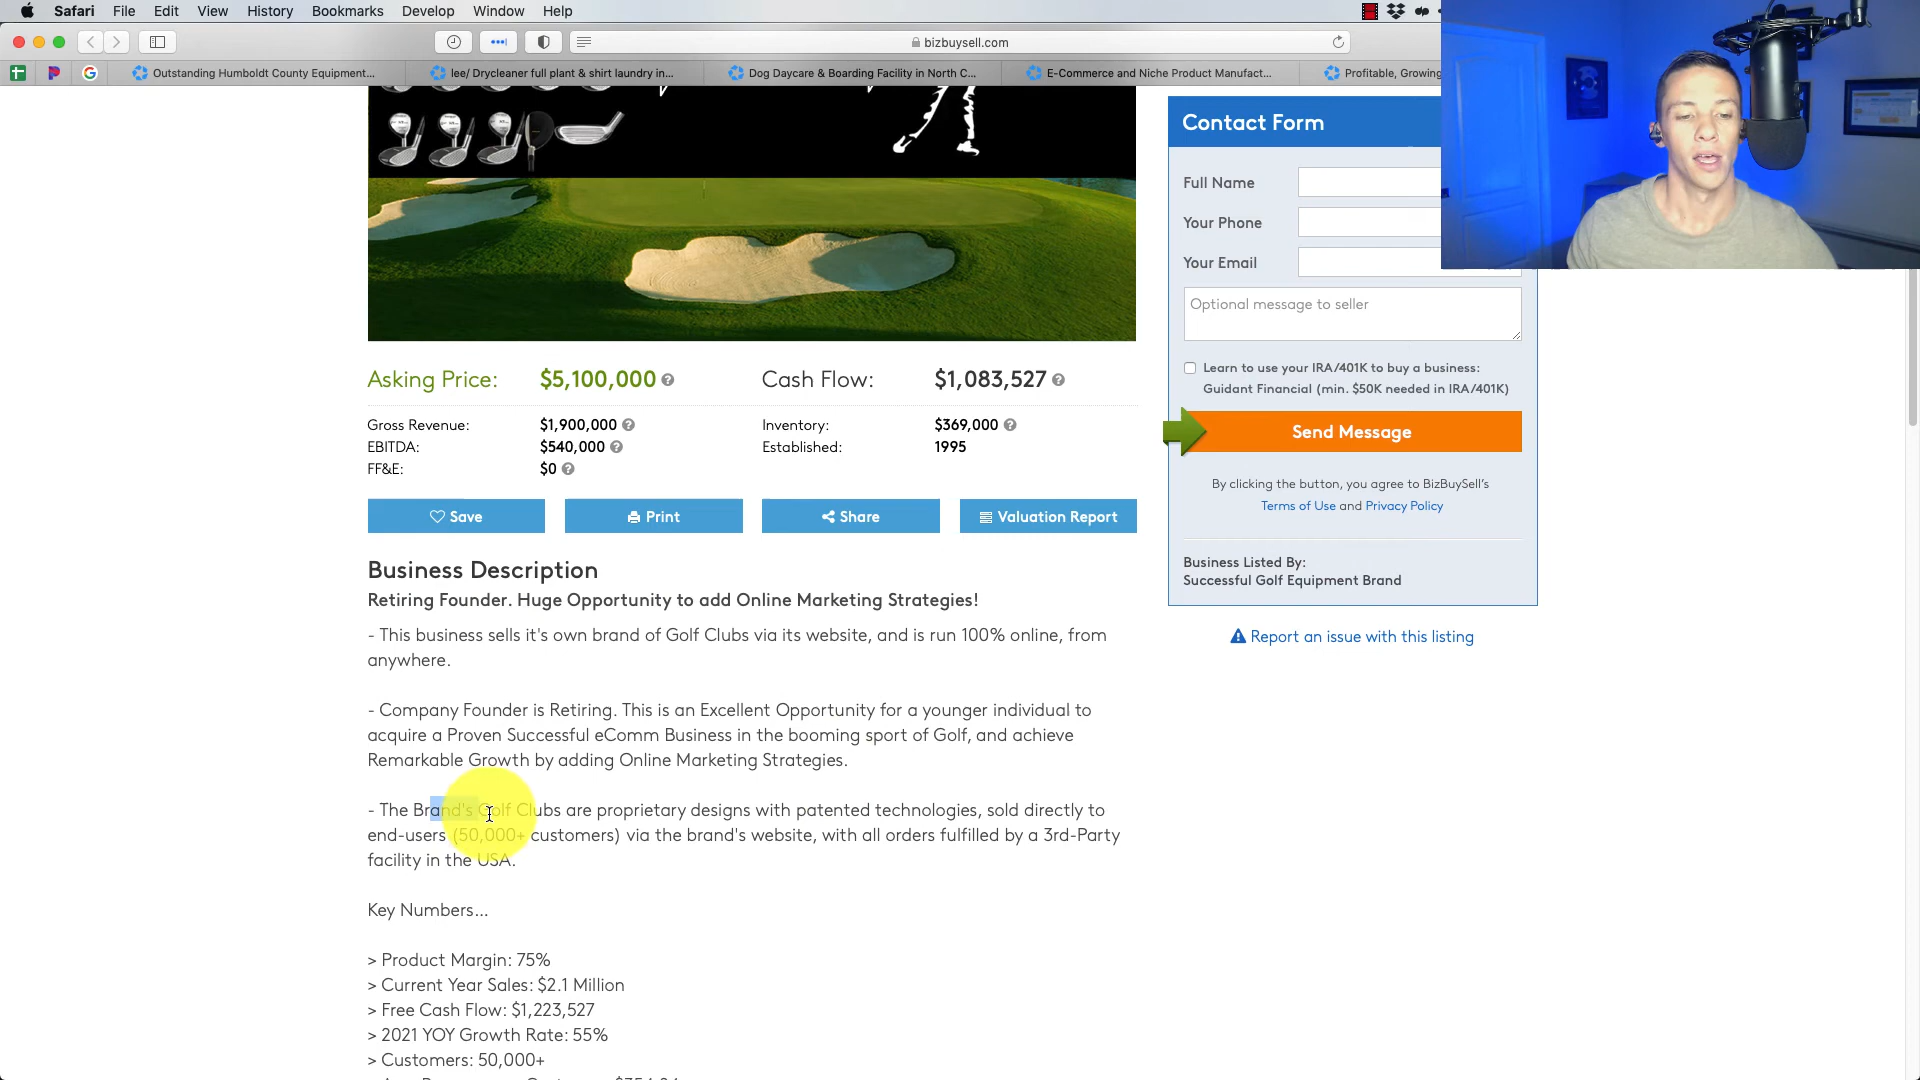 Safari File Edit View History Bookmarks Develop Window Help
bizbuysell.com
Outstanding Humboldt County Equipment... lee/ Drycleaner full plant & shirt laundry in... Dog Daycare & Boarding Facility in North C... E-Commerce and Niche Product Manufact... Profitable, Growing
Contact Form
Full Name
Your Phone
Your Email
Optional message to seller
Learn to use your IRA/401K to buy a business:
Guidant Financial (min. $50K needed in IRA/401K)
Send Message
By clicking the button, you agree to BizBuySell's
Terms of Use and Privacy Policy
Business Listed By:
Successful Golf Equipment Brand
Report an issue with this listing
Asking Price: $5,100,000 Cash Flow: $1,083,527
Gross Revenue: $1,900,000 Inventory: $369,000
EBITDA: $540,000 Established: 1995
FF&E: $0
Save Print Share Valuation Report
Business Description
Retiring Founder. Huge Opportunity to add Online Marketing Strategies!
- This business sells it's own brand of Golf Clubs via its website, and is run 100% online, from
anywhere.
- Company Founder is Retiring. This is an Excellent Opportunity for a younger individual to
acquire a Proven Successful eComm Business in the booming sport of Golf, and achieve
Remarkable Growth by adding Online Marketing Strategies.
- The Brand's Golf Clubs are proprietary designs with patented technologies, sold directly to
end-users (50,000+ customers) via the brand's website, with all orders fulfilled by a 3rd-Party
facility in the USA.
Key Numbers...
> Product Margin: 75%
> Current Year Sales: $2.1 Million
> Free Cash Flow: $1,223,527
> 2021 YOY Growth Rate: 55%
> Customers: 50,000+